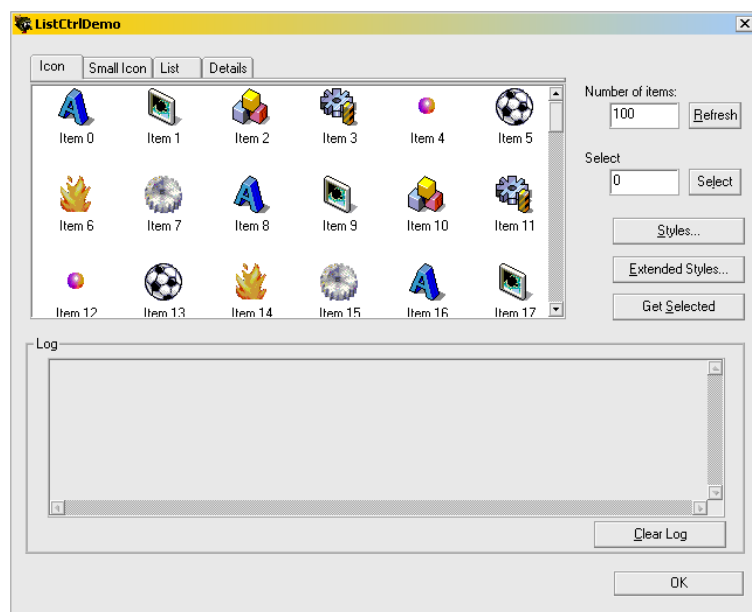 ListCtrlDemo
Icon Small Icon List Details
Item 0 Item 1 Item 2 Item 3 Item 4 Item 5
Item 6 Item 7 Item 8 Item 9 Item 10 Item 11
Item 12 Item 13 Item 14 Item 15 Item 16 Item 17
Number of items:
100 Refresh
Select
0 Select
Styles...
Extended Styles...
Get Selected
Log
Clear Log
OK